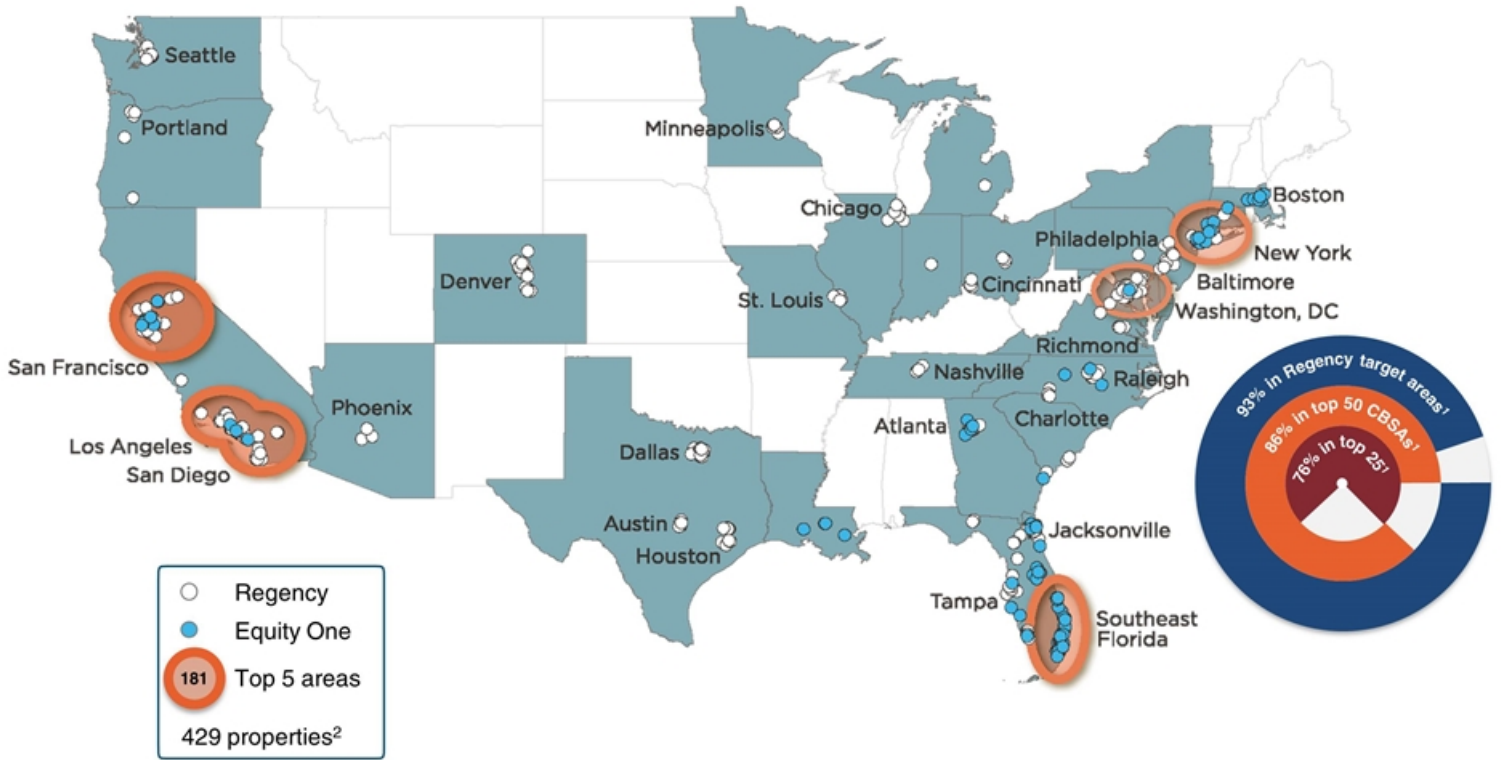 Seattle
Portland
Minneapolis
Chicago
Boston
Philadelphia
New York
Denver
Cincinnati
Baltimore
St. Louis
Washington, DC
Richmond
San Francisco
Nashville
Raleigh
Phoenix
Atlanta
Charlotte
Los Angeles
San Diego
Dallas
Austin
Houston
Jacksonville
Tampa
Southeast
Florida
93% in Regency target areas¹
86% in top 50 CBSAs¹
76% in top 25¹
Regency
Equity One
181 Top 5 areas
429 properties²